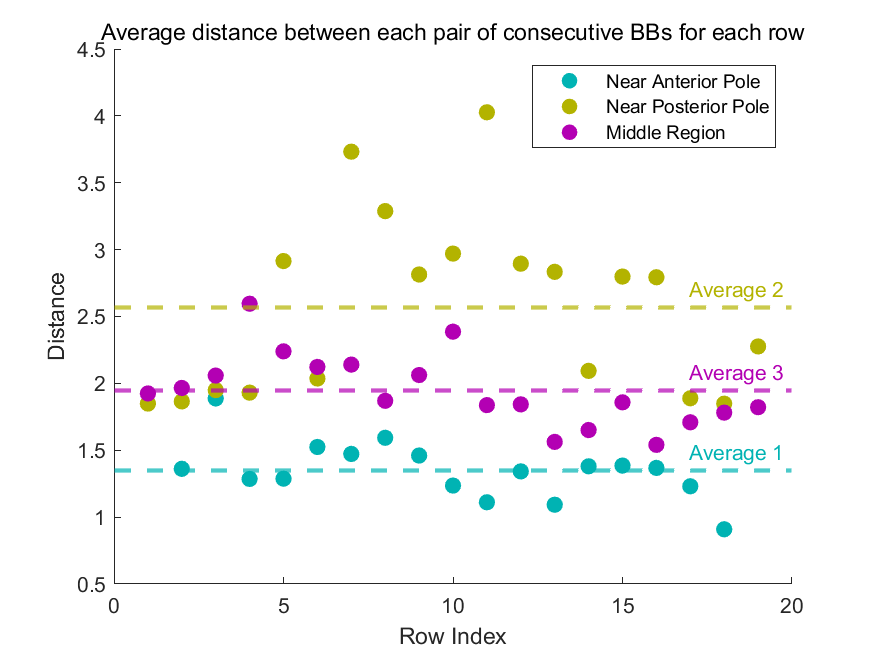 Average distance between each pair of consecutive BBs for each row
4.5
4
3.5
3
2.5
2
1.5
1
0.5
0
5
10
15
20
Distance
Row Index
Near Anterior Pole
Near Posterior Pole
Middle Region
Average 2
Average 3
Average 1